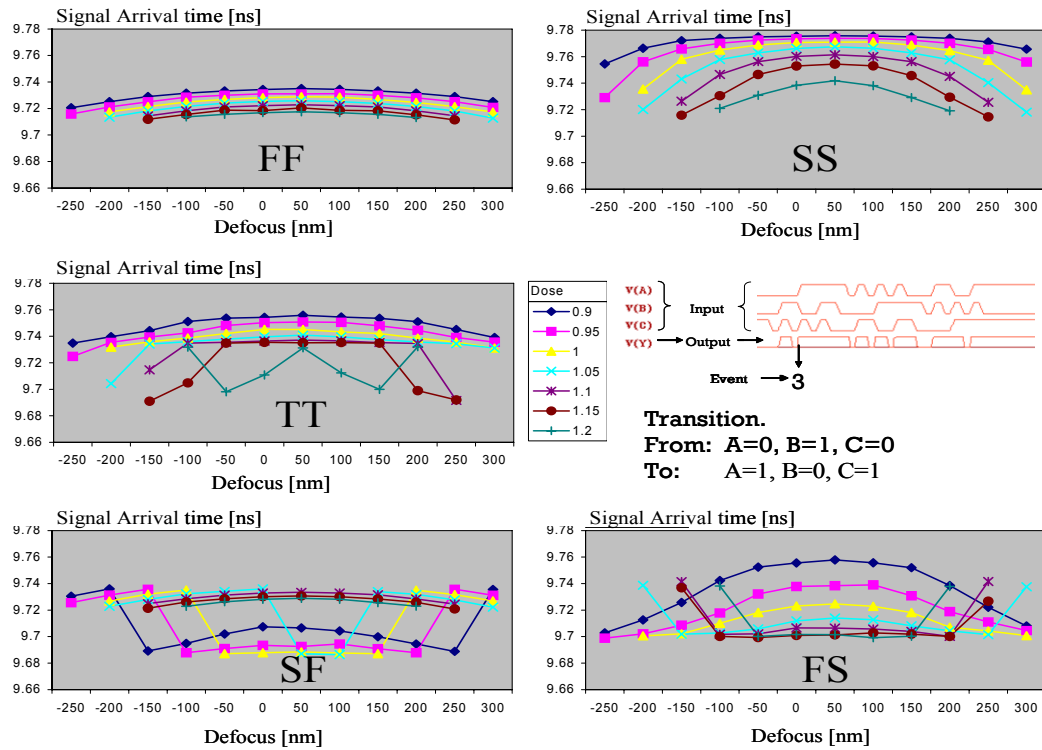 Signal Arrival time [ns]
9.78
9.76
9.74
9.72
9.7
9.68
9.66
FF
-250 -200 -150 -100 -50 0 50 100 150 200 250 300
Defocus [nm]
Signal Arrival time [ns]
9.78
9.76
9.74
9.72
9.7
9.68
9.66
SS
-250 -200 -150 -100 -50 0 50 100 150 200 250 300
Defocus [nm]
Signal Arrival time [ns]
9.78
9.76
9.74
9.72
9.7
9.68
9.66
TT
-250 -200 -150 -100 -50 0 50 100 150 200 250 300
Defocus [nm]
Dose
0.9
0.95
1
1.05
1.1
1.15
1.2
V(A)
V(B) Input
V(C)
V(Y) Output
Event 3
Transition.
From: A=0, B=1, C=0
To: A=1, B=0, C=1
Signal Arrival time [ns]
9.78
9.76
9.74
9.72
9.7
9.68
9.66
SF
-250 -200 -150 -100 -50 0 50 100 150 200 250 300
Defocus [nm]
Signal Arrival time [ns]
9.78
9.76
9.74
9.72
9.7
9.68
9.66
FS
-250 -200 -150 -100 -50 0 50 100 150 200 250 300
Defocus [nm]